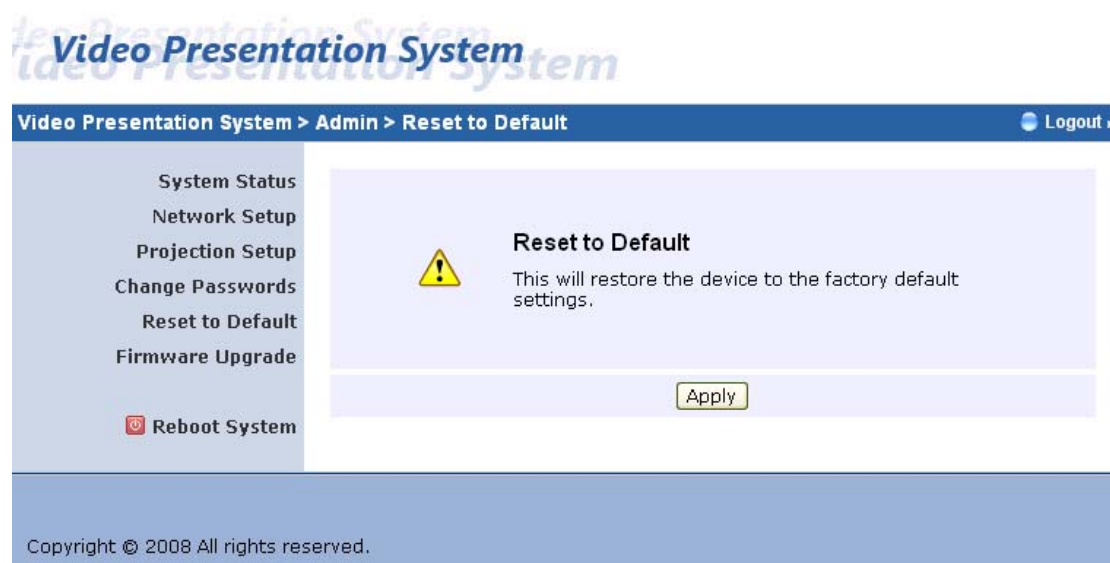 Video Presentation System
Video Presentation System > Admin > Reset to Default
Logout
System Status
Network Setup
Projection Setup
Change Passwords
Reset to Default
Firmware Upgrade
Reboot System
Reset to Default
This will restore the device to the factory default
settings.
Apply
Copyright © 2008 All rights reserved.